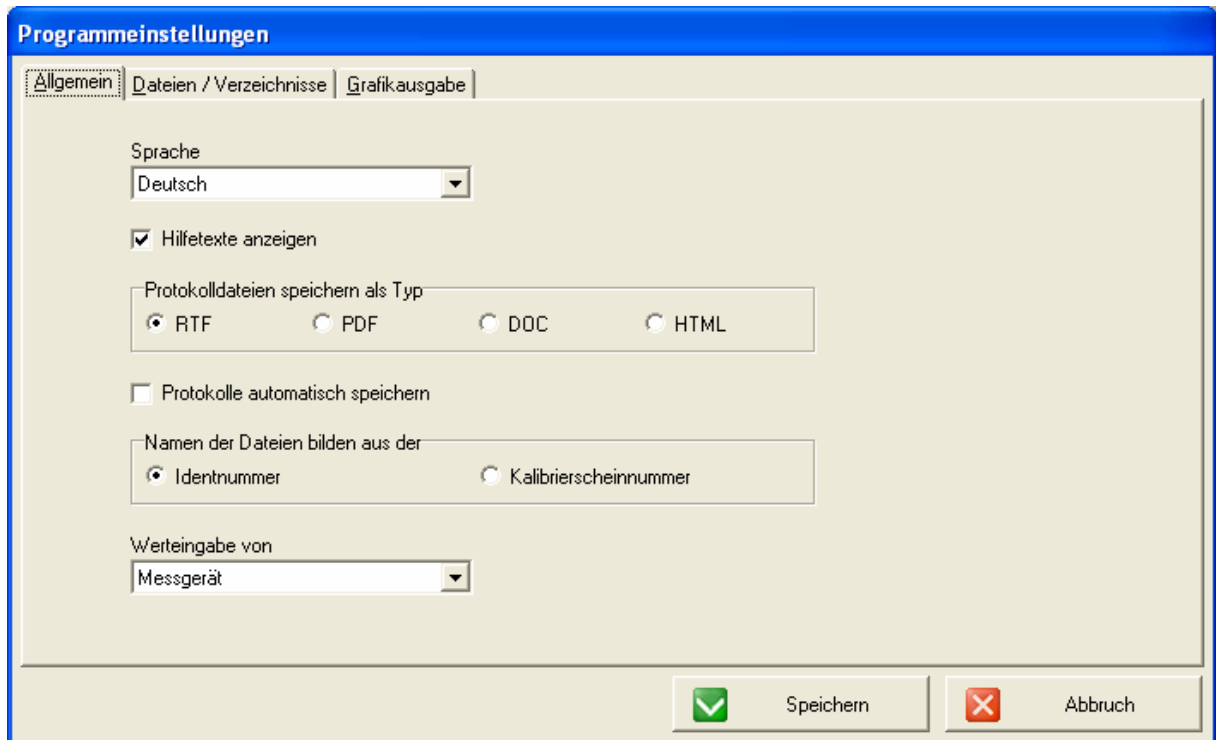 Programmeinstellungen
Allgemein Dateien / Verzeichnisse Grafikausgabe
Sprache
Deutsch
Hilfetexte anzeigen
Protokolldateien speichern als Typ
RTF PDF DOC HTML
Protokolle automatisch speichern
Namen der Dateien bilden aus der
Identnummer Kalibrierscheinnummer
Werteingabe von
Messgerät
Speichern Abbruch